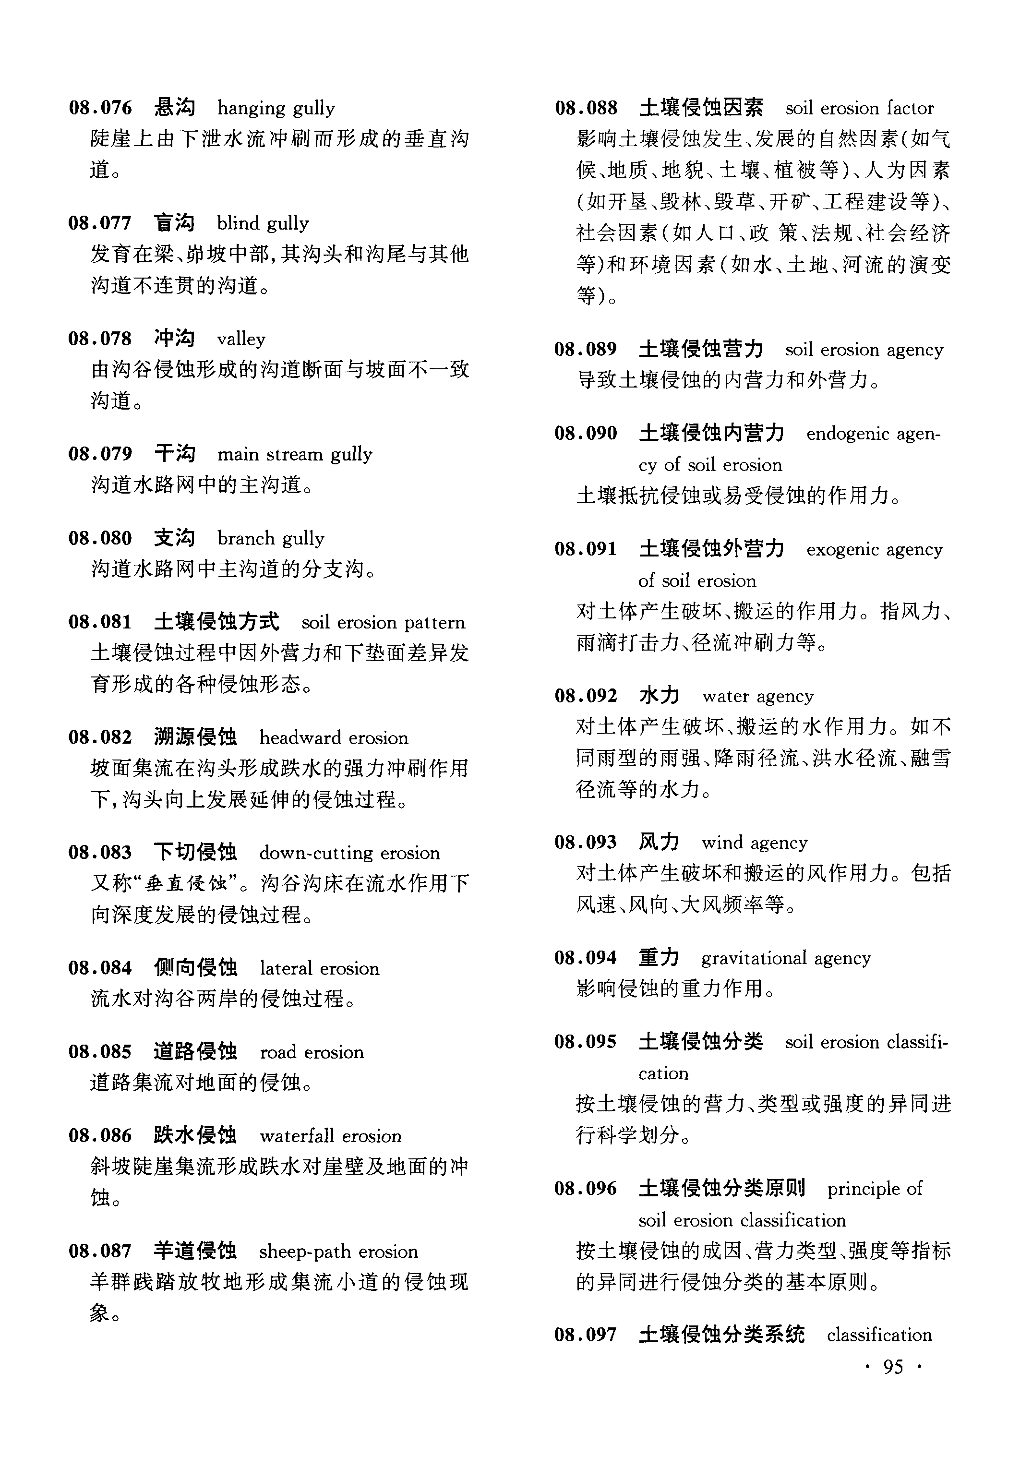 08.076 悬沟 hanging gully
陡崖上由下泄水流冲刷而形成的垂直沟
道。
08.077 盲沟 blind gully
发育在梁、峁坡中部,其沟头和沟尾与其他
沟道不连贯的沟道。
08.078 冲沟 valley
由沟谷侵蚀形成的沟道断面与坡面不一致
沟道。
08.079 干沟 main stream gully
沟道水路网中的主沟道。
08.080 支沟 branch gully
沟道水路网中主沟道的分支沟。
08.081 土壤侵蚀方式 soil erosion pattern
土壤侵蚀过程中因外营力和下垫面差异发
育形成的各种侵蚀形态。
08.082 溯源侵蚀 headward erosion
坡面集流在沟头形成跌水的强力冲刷作用
下,沟头向上发展延伸的侵蚀过程。
08.083 下切侵蚀 down-cutting erosion
又称“垂直侵蚀”。沟谷沟床在流水作用下
向深度发展的侵蚀过程。
08.084 侧向侵蚀 lateral erosion
流水对沟谷两岸的侵蚀过程。
08.085 道路侵蚀 road erosion
道路集流对地面的侵蚀。
08.086 跌水侵蚀 waterfall erosion
斜坡陡崖集流形成跌水对崖壁及地面的冲
蚀。
08.087 羊道侵蚀 sheep-path erosion
羊群践踏放牧地形成集流小道的侵蚀现
象。
08.088 土壤侵蚀因素 soil erosion factor
影响土壤侵蚀发生、发展的自然因素(如气
候、地质、地貌、土壤、植被等)、人为因素
(如开垦、毁林、毁草、开矿、工程建设等)、
社会因素(如人口、政 策、法规、社会经济
等)和环境因素(如水、土地、河流的演变
等)。
08.089 土壤侵蚀营力 soil erosion agency
导致土壤侵蚀的内营力和外营力。
08.090 土壤侵蚀内营力 endogenic agen-
cy of soil erosion
土壤抵抗侵蚀或易受侵蚀的作用力。
08.091 土壤侵蚀外营力 exogenic agency
of soil erosion
对土体产生破坏、搬运的作用力。指风力、
雨滴打击力、径流冲刷力等。
08.092 水力 water agency
对土体产生破坏、搬运的水作用力。如不
同雨型的雨强、降雨径流、洪水径流、融雪
径流等的水力。
08.093 风力 wind agency
对土体产生破坏和搬运的风作用力。包括
风速、风向、大风频率等。
08.094 重力 gravitational agency
影响侵蚀的重力作用。
08.095 土壤侵蚀分类 soil erosion classifi-
cation
按土壤侵蚀的营力、类型或强度的异同进
行科学划分。
08.096 土壤侵蚀分类原则 principle of
soil erosion classification
按土壤侵蚀的成因、营力类型、强度等指标
的异同进行侵蚀分类的基本原则。
08.097 土壤侵蚀分类系统 classification
· 95 ·